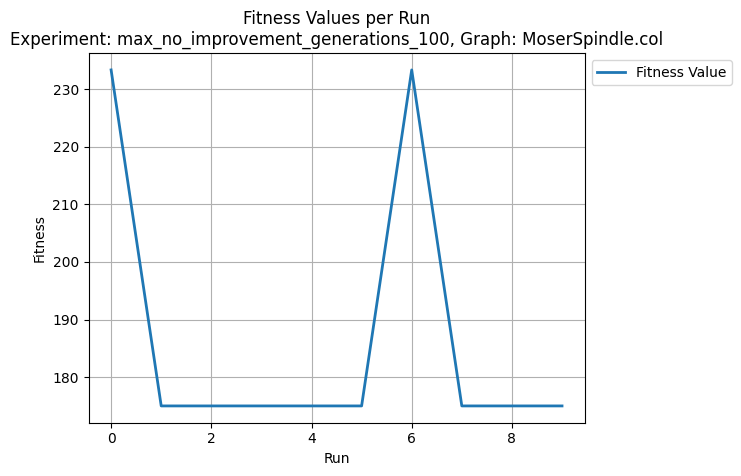 Fitness Values per Run
Experiment: max_no_improvement_generations_100, Graph: MoserSpindle.col
Fitness Value
230
220
210
200
190
180
Fitness
0 2 4 6 8
Run